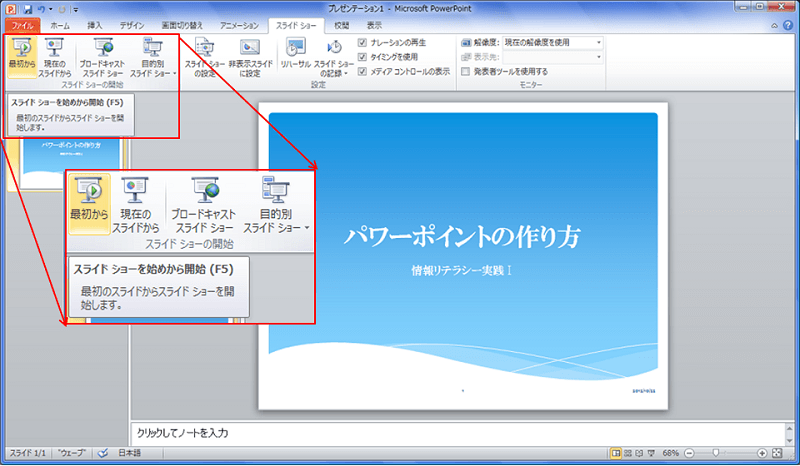 プレゼンテーション1 - Microsoft PowerPoint
ファイル ホーム 挿入 デザイン 画面切り替え アニメーション スライド ショー 校閲 表示
最初から 現在の スライドから ブロードキャスト スライド ショー 目的別 スライド ショー
スライド ショーの開始
スライド ショーの設定 非表示スライドに設定 リハーサル スライド ショーの記録
ナレーションの再生
タイミングを使用
メディア コントロールの表示
設定
解像度: 現在の解像度を使用
表示先:
発表者ツールを使用する
モニター
スライド ショーを始めから開始 (F5)
最初のスライドからスライド ショーを開
始します。
パワーポイントの作り方
最初から 現在の スライドから ブロードキャスト スライド ショー 目的別 スライド ショー
スライド ショーの開始
スライド ショーを始めから開始 (F5)
最初のスライドからスライド ショーを開
始します。
パワーポイントの作り方
情報リテラシー実践Ⅰ
クリックしてノートを入力
スライド 1/1 "ウェーブ" 日本語 68%